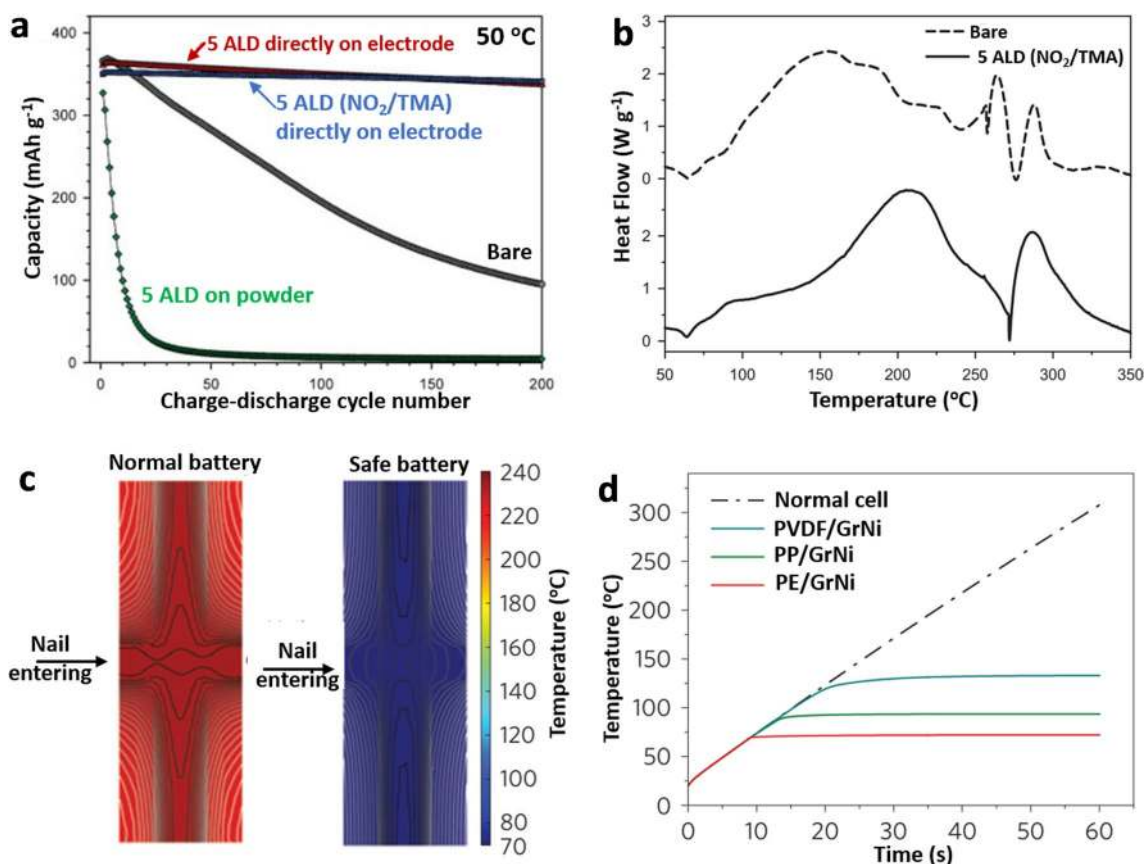 a
50 °C
5 ALD directly on electrode
5 ALD (NO₂/TMA)
directly on electrode
Bare
5 ALD on powder
Capacity (mAh g⁻¹)
400
300
200
100
0
0
50
100
150
200
Charge-discharge cycle number
b
Bare
5 ALD (NO₂/TMA)
Heat Flow (W g⁻¹)
3
2
1
0
2
1
0
50
100
150
200
250
300
350
Temperature (°C)
c
Normal battery
Safe battery
Nail
entering
Nail
entering
240
220
200
180
160
140
120
100
80
70
Temperature (°C)
d
Normal cell
PVDF/GrNi
PP/GrNi
PE/GrNi
Temperature (°C)
300
250
200
150
100
50
0
0
10
20
30
40
50
60
Time (s)